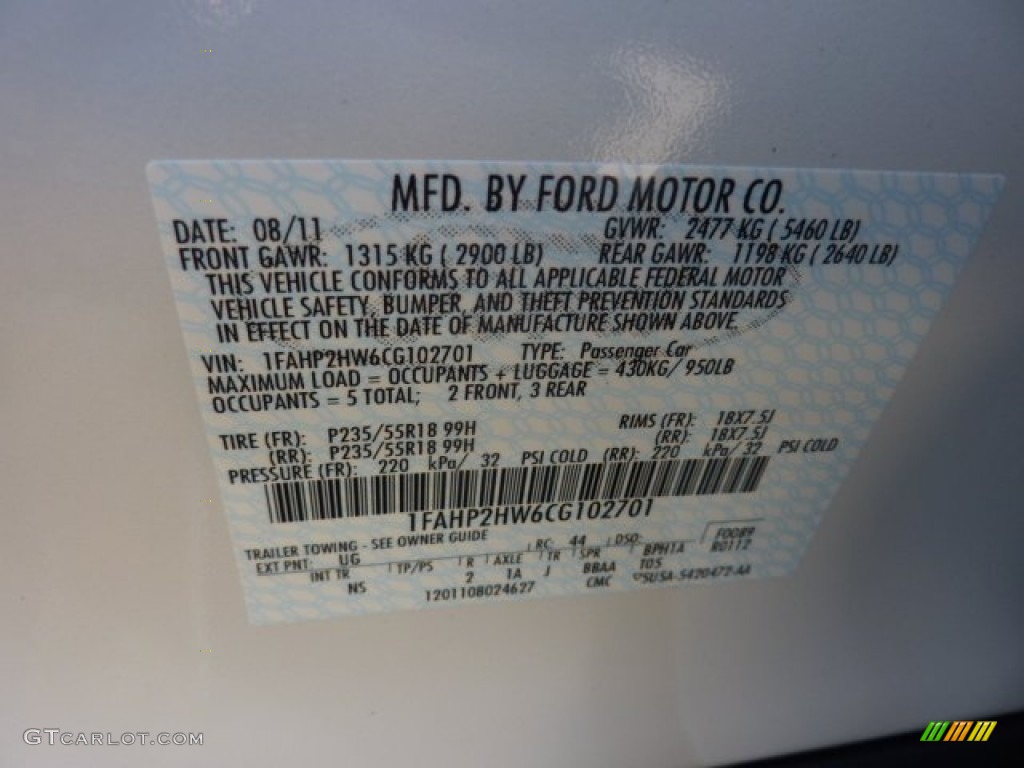 MFD. BY FORD MOTOR CO.
DATE: 08/11 GVWR: 2477 KG ( 5460 LB)
FRONT GAWR: 1315 KG ( 2900 LB) REAR GAWR: 1198 KG ( 2640 LB)
THIS VEHICLE CONFORMS TO ALL APPLICABLE FEDERAL MOTOR
VEHICLE SAFETY, BUMPER, AND THEFT PREVENTION STANDARDS
IN EFFECT ON THE DATE OF MANUFACTURE SHOWN ABOVE.
VIN: 1FAHP2HW6CG102701 TYPE: Passenger Car
MAXIMUM LOAD = OCCUPANTS + LUGGAGE = 430KG/ 950LB
OCCUPANTS = 5 TOTAL; 2 FRONT, 3 REAR
TIRE (FR): P235/55R18 99H RIMS (FR): 18X7.5J
(RR): P235/55R18 99H (RR): 18X7.5J
PRESSURE (FR): 220 kPa/ 32 PSI COLD (RR): 220 kPa/ 32 PSI COLD
1FAHP2HW6CG102701
TRAILER TOWING - SEE OWNER GUIDE F0089
EXT PNT: UG RC: 44 DSO: R0112
INT TR TP/PS R AXLE TR SPR BPHTA
NS 2 1A J BBAA TOS
1201108024627 CMC 5U5A-5420472-AA
GTCARLOT.COM